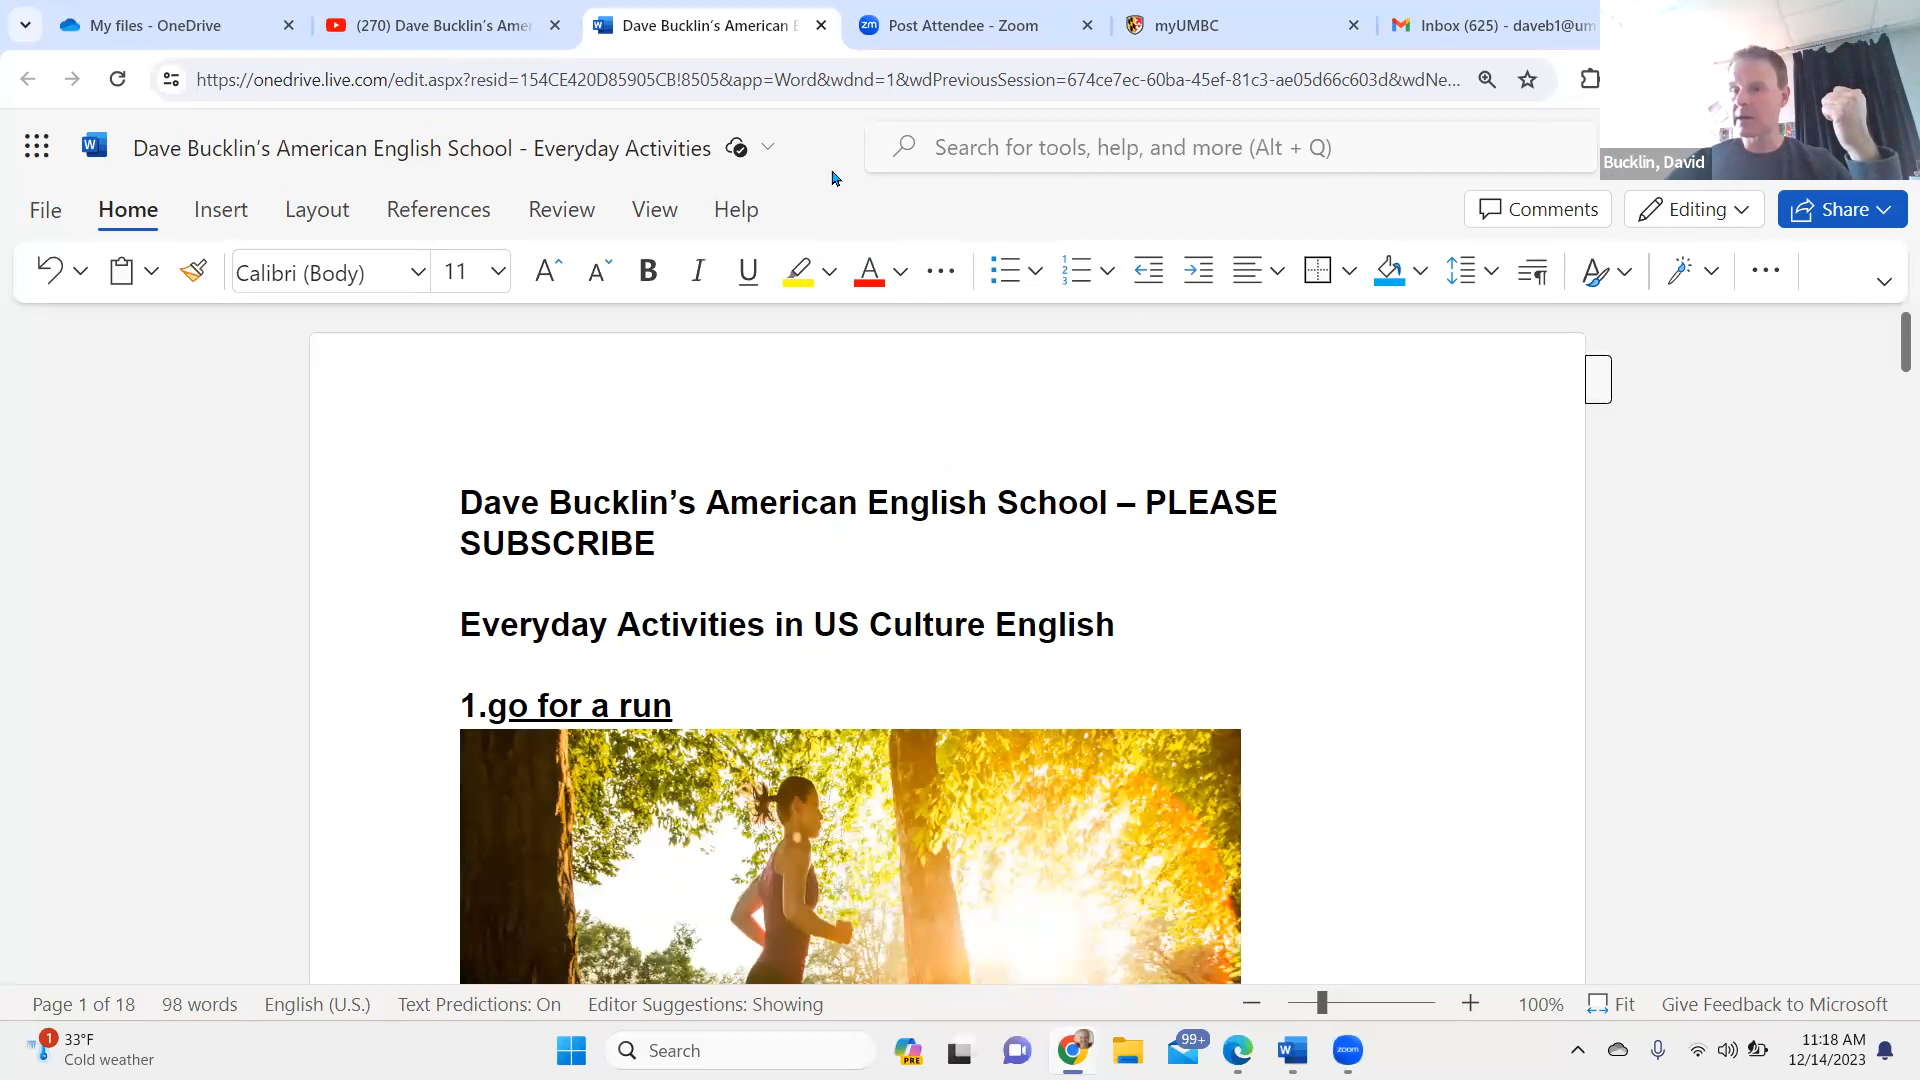 My files - OneDrive
(270) Dave Bucklin's Amer
Dave Bucklin's American E
Post Attendee - Zoom
myUMBC
Inbox (625) - daveb1@um
https://onedrive.live.com/edit.aspx?resid=154CE420D85905CB!8505&app=Word&wdnd=1&wdPreviousSession=674ce7ec-60ba-45ef-81c3-ae05d66c603d&wdNe...
Bucklin, David
Dave Bucklin's American English School - Everyday Activities
Search for tools, help, and more (Alt + Q)
File Home Insert Layout References Review View Help
Comments Editing Share
Calibri (Body) 11
Dave Bucklin's American English School – PLEASE
SUBSCRIBE
Everyday Activities in US Culture English
1.go for a run
Page 1 of 18 98 words English (U.S.) Text Predictions: On Editor Suggestions: Showing 100% Fit Give Feedback to Microsoft
1
33°F
Cold weather
Search
PRE
99+
zoom
11:18 AM
12/14/2023